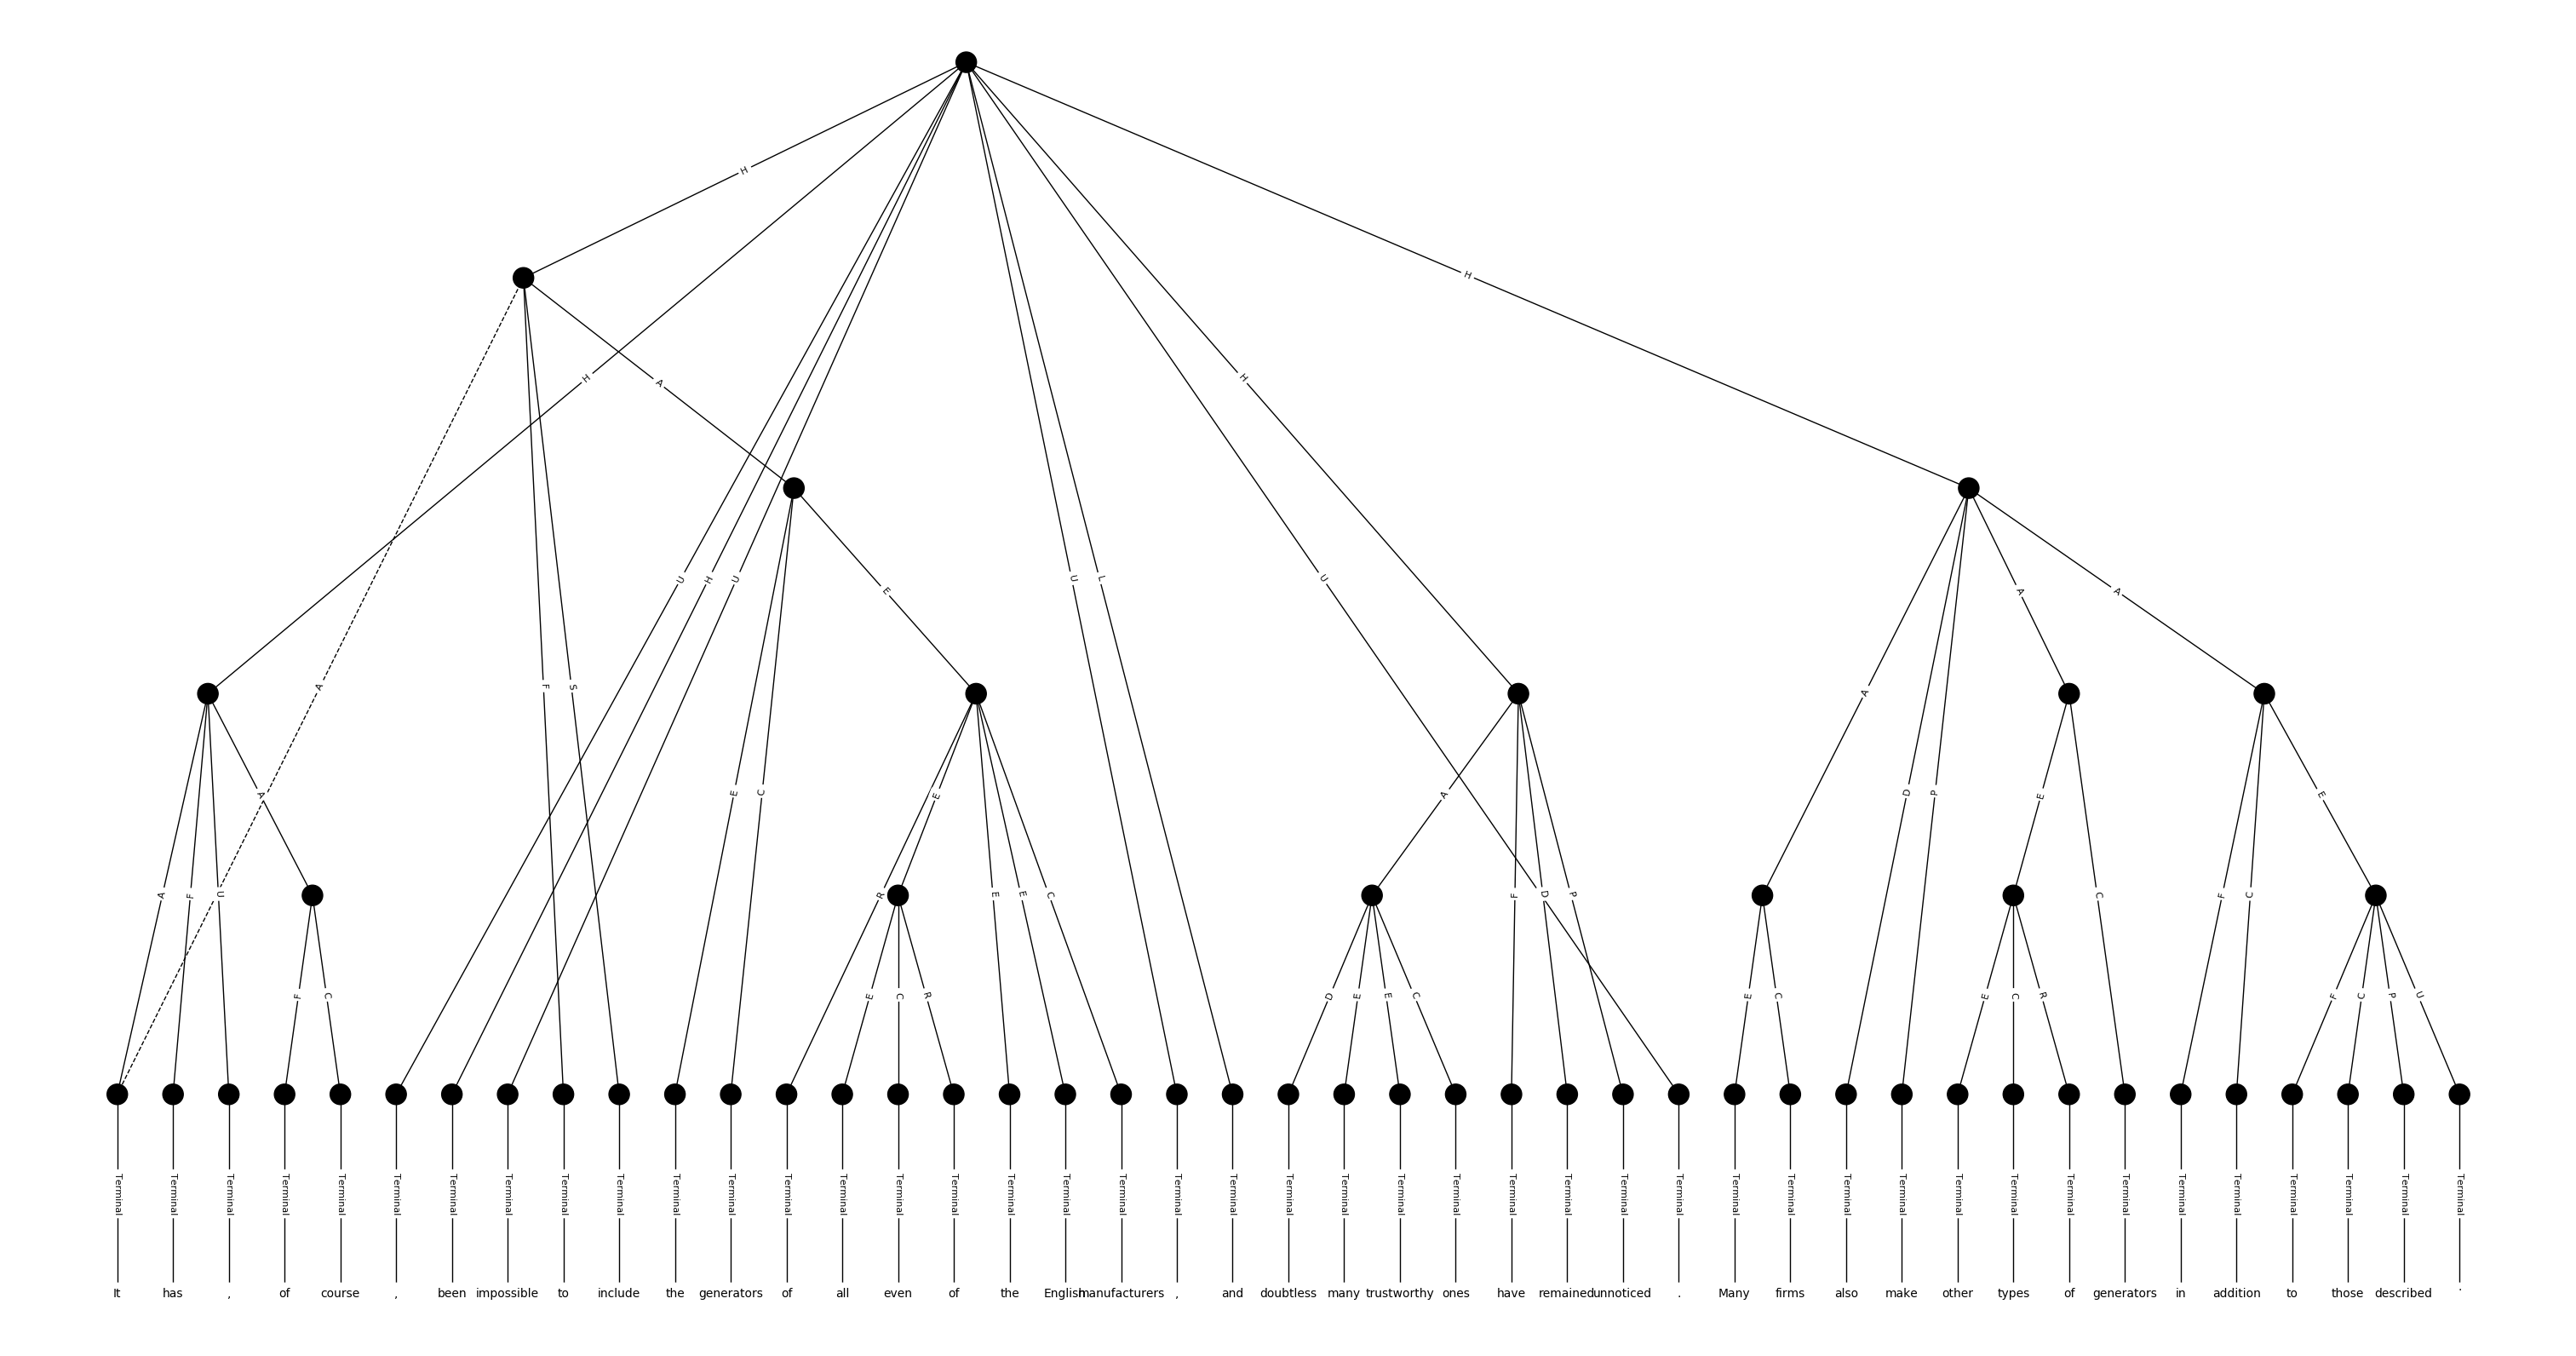 H
H
H
A
H
U H U U L U
A
E
A A
F S A
E C E A D P E C E
A F U R E E C F D P C F C
F C E C R D E E C E C E C R F C P U
Terminal Terminal Terminal Terminal Terminal Terminal Terminal Terminal Terminal Terminal Terminal Terminal Terminal Terminal Terminal Terminal Terminal Terminal Terminal Terminal Terminal Terminal Terminal Terminal Terminal Terminal Terminal Terminal Terminal Terminal Terminal Terminal Terminal Terminal Terminal Terminal Terminal Terminal Terminal Terminal Terminal Terminal Terminal
It has , of course , been impossible to include the generators of all even of the English manufacturers , and doubtless many trustworthy ones have remained unnoticed . Many firms also make other types of generators in addition to those described .